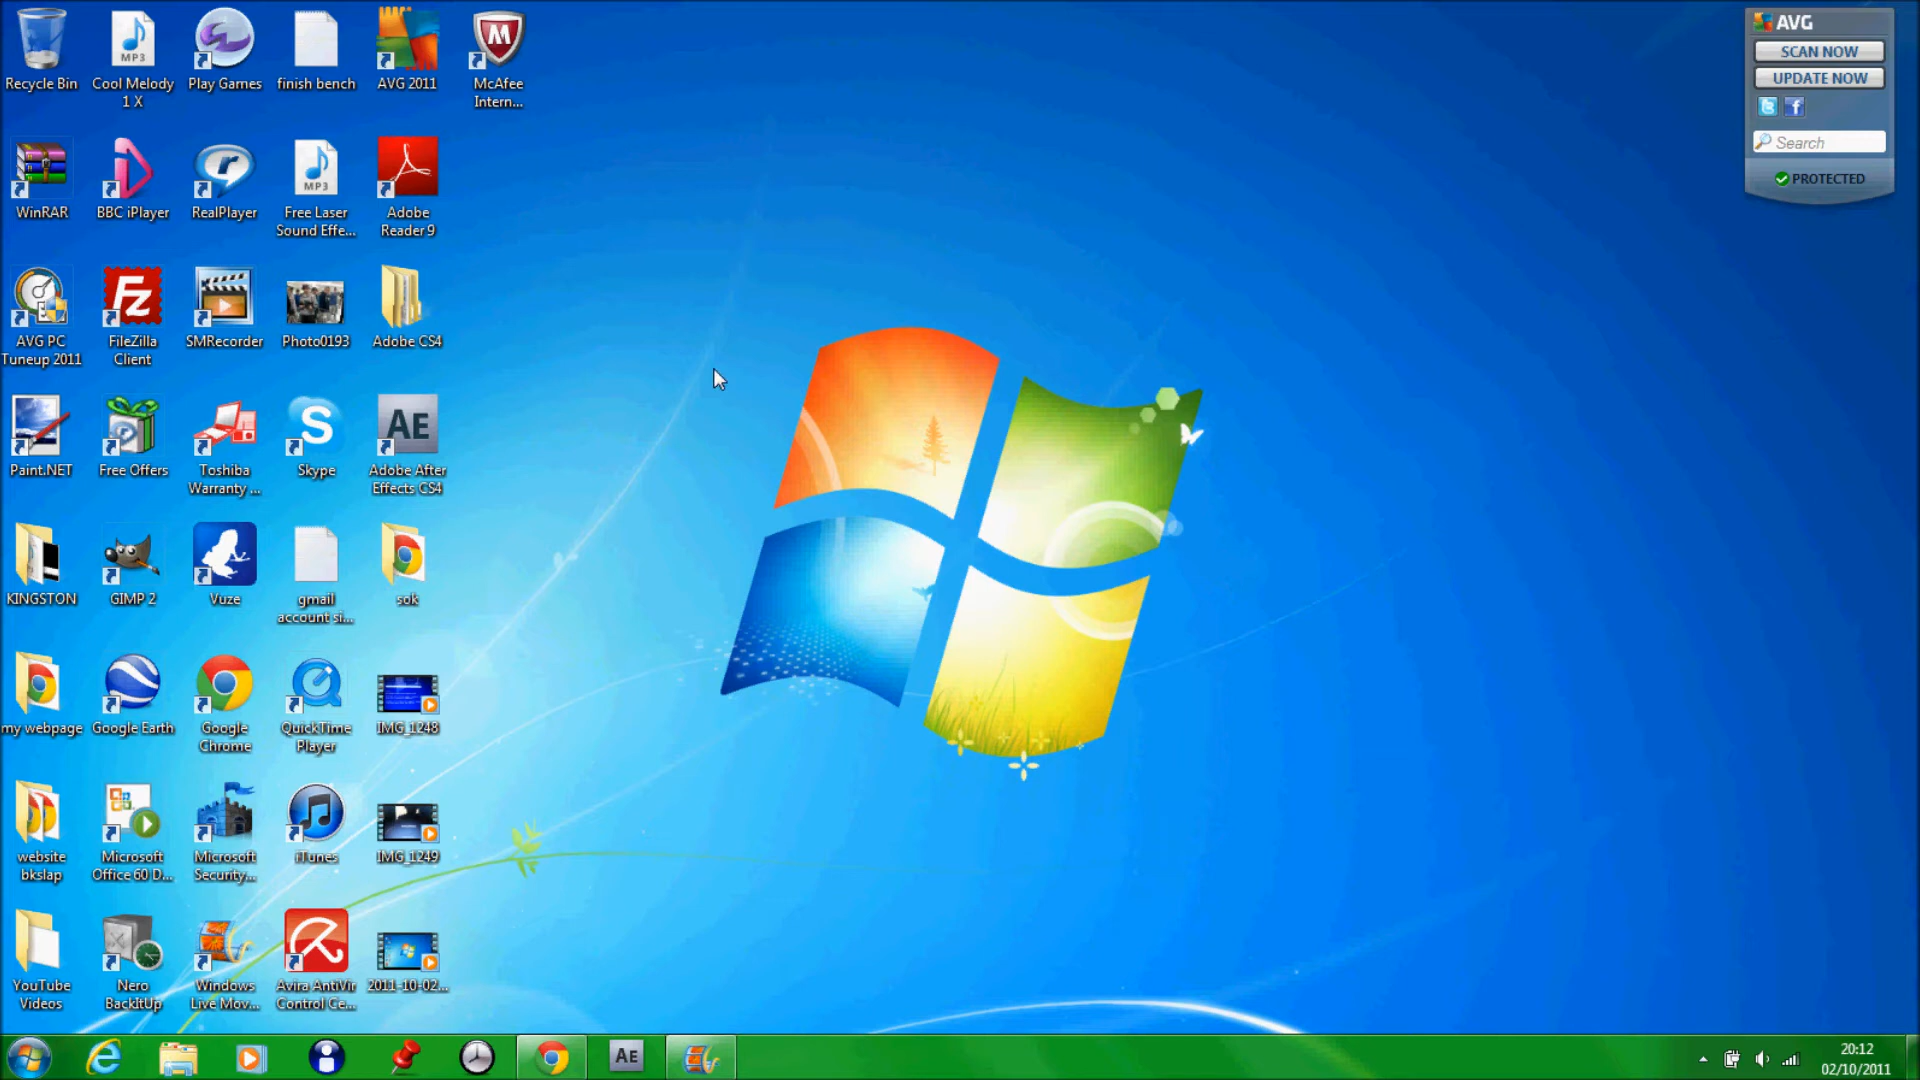 Recycle Bin
Cool Melody
1 X
Play Games
finish bench
AVG 2011
McAfee
Intern...
WinRAR
BBC iPlayer
RealPlayer
Free Laser
Sound Effe...
Adobe
Reader 9
AVG PC
Tuneup 2011
FileZilla
Client
SMRecorder
Photo0193
Adobe CS4
Paint.NET
Free Offers
Toshiba
Warranty ...
Skype
Adobe After
Effects CS4
KINGSTON
GIMP 2
Vuze
gmail
account si...
sok
my webpage
Google Earth
Google
Chrome
QuickTime
Player
IMG_1248
website
bkslap
Microsoft
Office 60 D...
Microsoft
Security...
iTunes
IMG_1249
YouTube
Videos
Nero
BackItUp
Windows
Live Mov...
Avira AntiVir
Control Ce...
2011-10-02...
MP3
MP3
M
r
Fz
S
AE
AVG
SCAN NOW
UPDATE NOW
t f
Search
PROTECTED
AE
20:12
02/10/2011